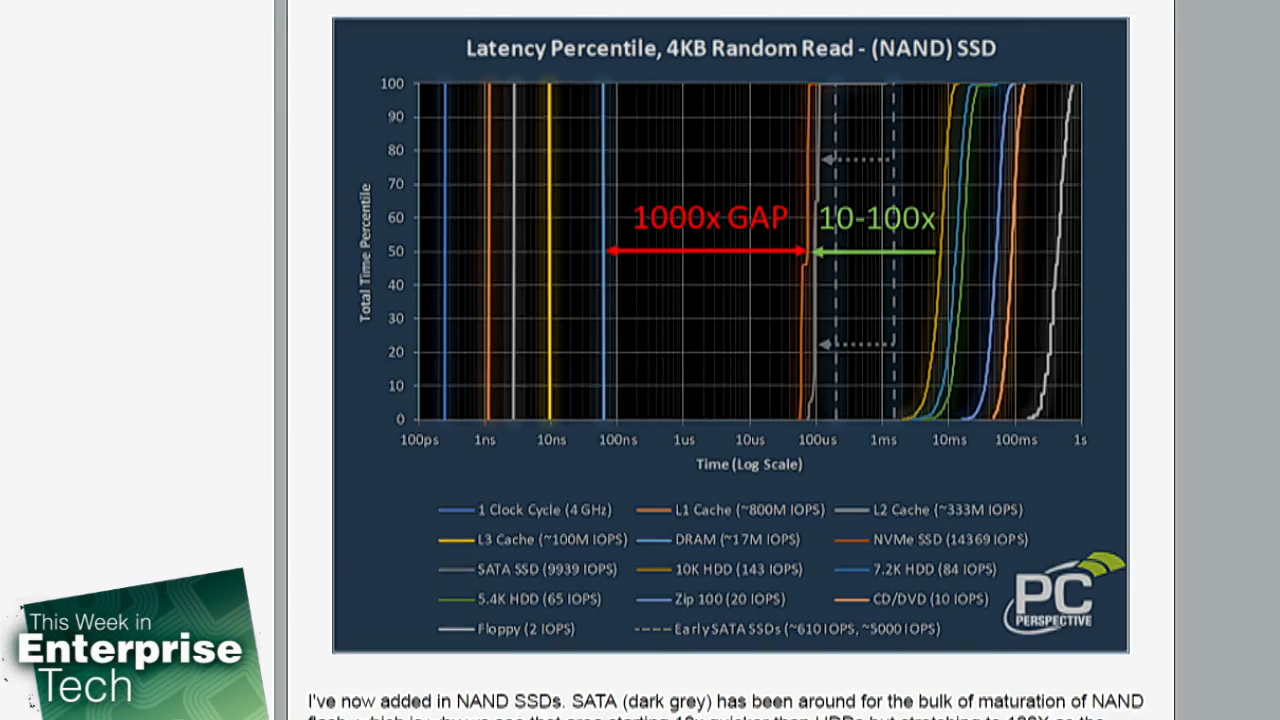 Latency Percentile, 4KB Random Read - (NAND) SSD
100
90
80
70
60
50
40
30
20
10
0
Total Time Percentile
1000x GAP
10-100x
100ps 1ns 10ns 100ns 1us 10us 100us 1ms 10ms 100ms 1s
Time (Log Scale)
1 Clock Cycle (4 GHz) L1 Cache (~800M IOPS) L2 Cache (~333M IOPS)
L3 Cache (~100M IOPS) DRAM (~17M IOPS) NVMe SSD (14369 IOPS)
SATA SSD (9939 IOPS) 10K HDD (143 IOPS) 7.2K HDD (84 IOPS)
5.4K HDD (65 IOPS) Zip 100 (20 IOPS) CD/DVD (10 IOPS)
Floppy (2 IOPS) Early SATA SSDs (~610 IOPS, ~5000 IOPS)
PC
PERSPECTIVE
This Week in
Enterprise
Tech
I've now added in NAND SSDs. SATA (dark grey) has been around for the bulk of maturation of NAND